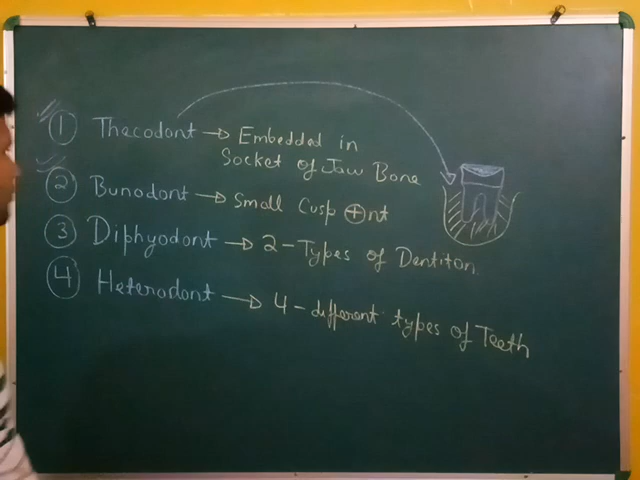 ① Thecodont → Embedded in
Socket of Jaw Bone
② Bunodont → Small Cusp ⊕nt
③ Diphyodont → 2 - Types of Dentiton.
④ Heterodont → 4 - different types of Teeth